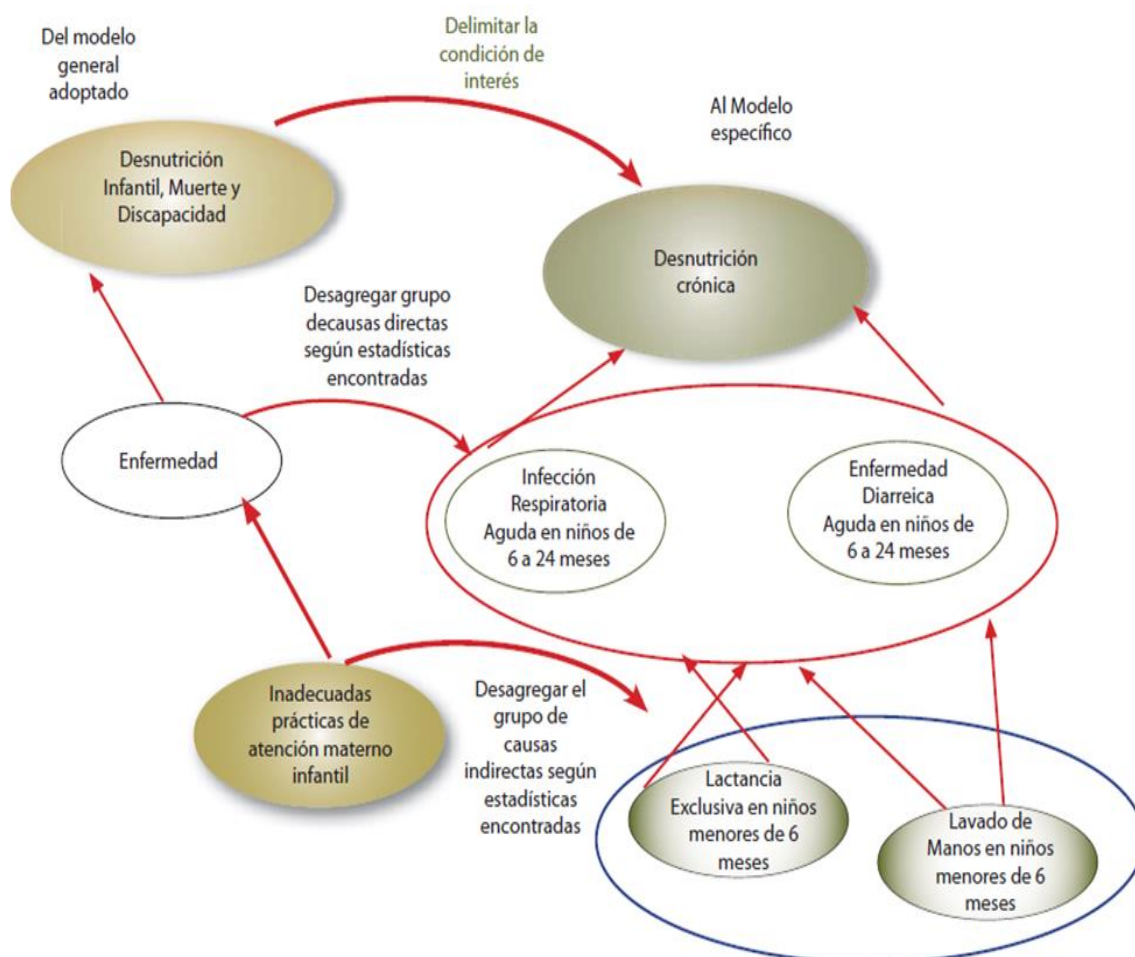 Del modelo
general
adoptado
Delimitar la
condición de
interés
Al Modelo
específico
Desnutrición
Infantil, Muerte y
Discapacidad
Desnutrición
crónica
Desagregar grupo
decausas directas
según estadísticas
encontradas
Enfermedad
Infección
Respiratoria
Aguda en niños de
6 a 24 meses
Enfermedad
Diarreica
Aguda en niños de
6 a 24 meses
Inadecuadas
prácticas de
atención materno
infantil
Desagregar el
grupo de
causas
indirectas según
estadísticas
encontradas
Lactancia
Exclusiva en niños
menores de 6
meses
Lavado de
Manos en niños
menores de 6
meses